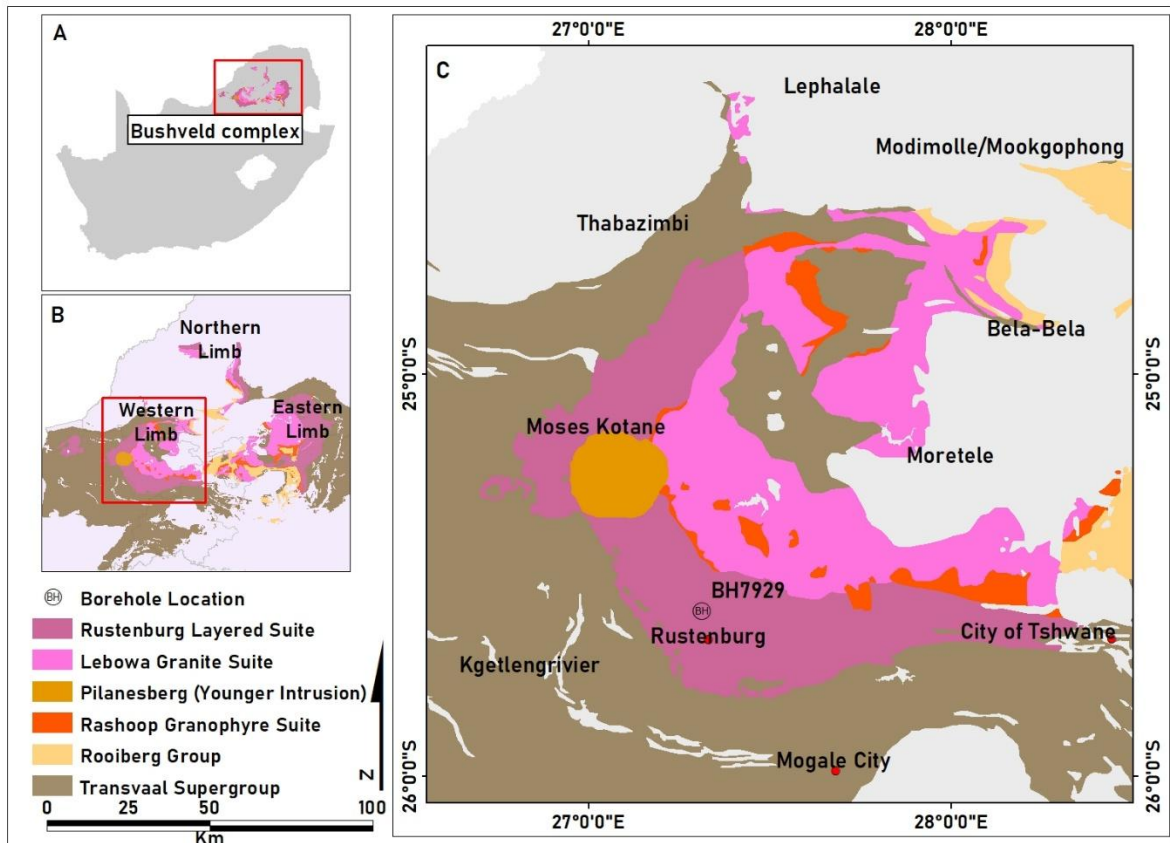 A
Bushveld complex
B
Northern
Limb
Western
Limb
Eastern
Limb
BH Borehole Location
Rustenburg Layered Suite
Lebowa Granite Suite
Pilanesberg (Younger Intrusion)
Rashoop Granophyre Suite
Rooiberg Group
Transvaal Supergroup
N
0 25 50 100
Km
27°0'0"E 28°0'0"E
C
Lephalale
Modimolle/Mookgophong
Thabazimbi
Bela-Bela
25°0'0"S 25°0'0"S
Moses Kotane
Moretele
BH7929
BH
Rustenburg
City of Tshwane
Kgetlengrivier
Mogale City
26°0'0"S 26°0'0"S
27°0'0"E 28°0'0"E